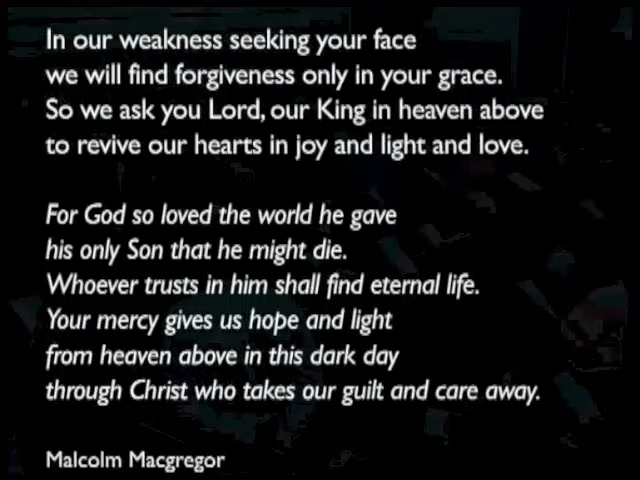 In our weakness seeking your face
we will find forgiveness only in your grace.
So we ask you Lord, our King in heaven above
to revive our hearts in joy and light and love.
For God so loved the world he gave
his only Son that he might die.
Whoever trusts in him shall find eternal life.
Your mercy gives us hope and light
from heaven above in this dark day
through Christ who takes our guilt and care away.
Malcolm Macgregor